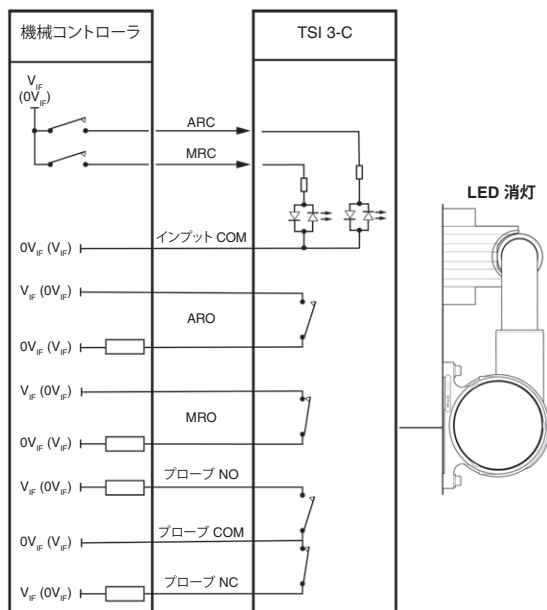 機械コントローラ
TSI 3-C
V_IF
(0V_IF)
ARC
MRC
インプット COM
0V_IF (V_IF)
V_IF (0V_IF)
ARO
0V_IF (V_IF)
V_IF (0V_IF)
MRO
0V_IF (V_IF)
プローブ NO
V_IF (0V_IF)
プローブ COM
0V_IF (V_IF)
プローブ NC
V_IF (0V_IF)
LED 消灯